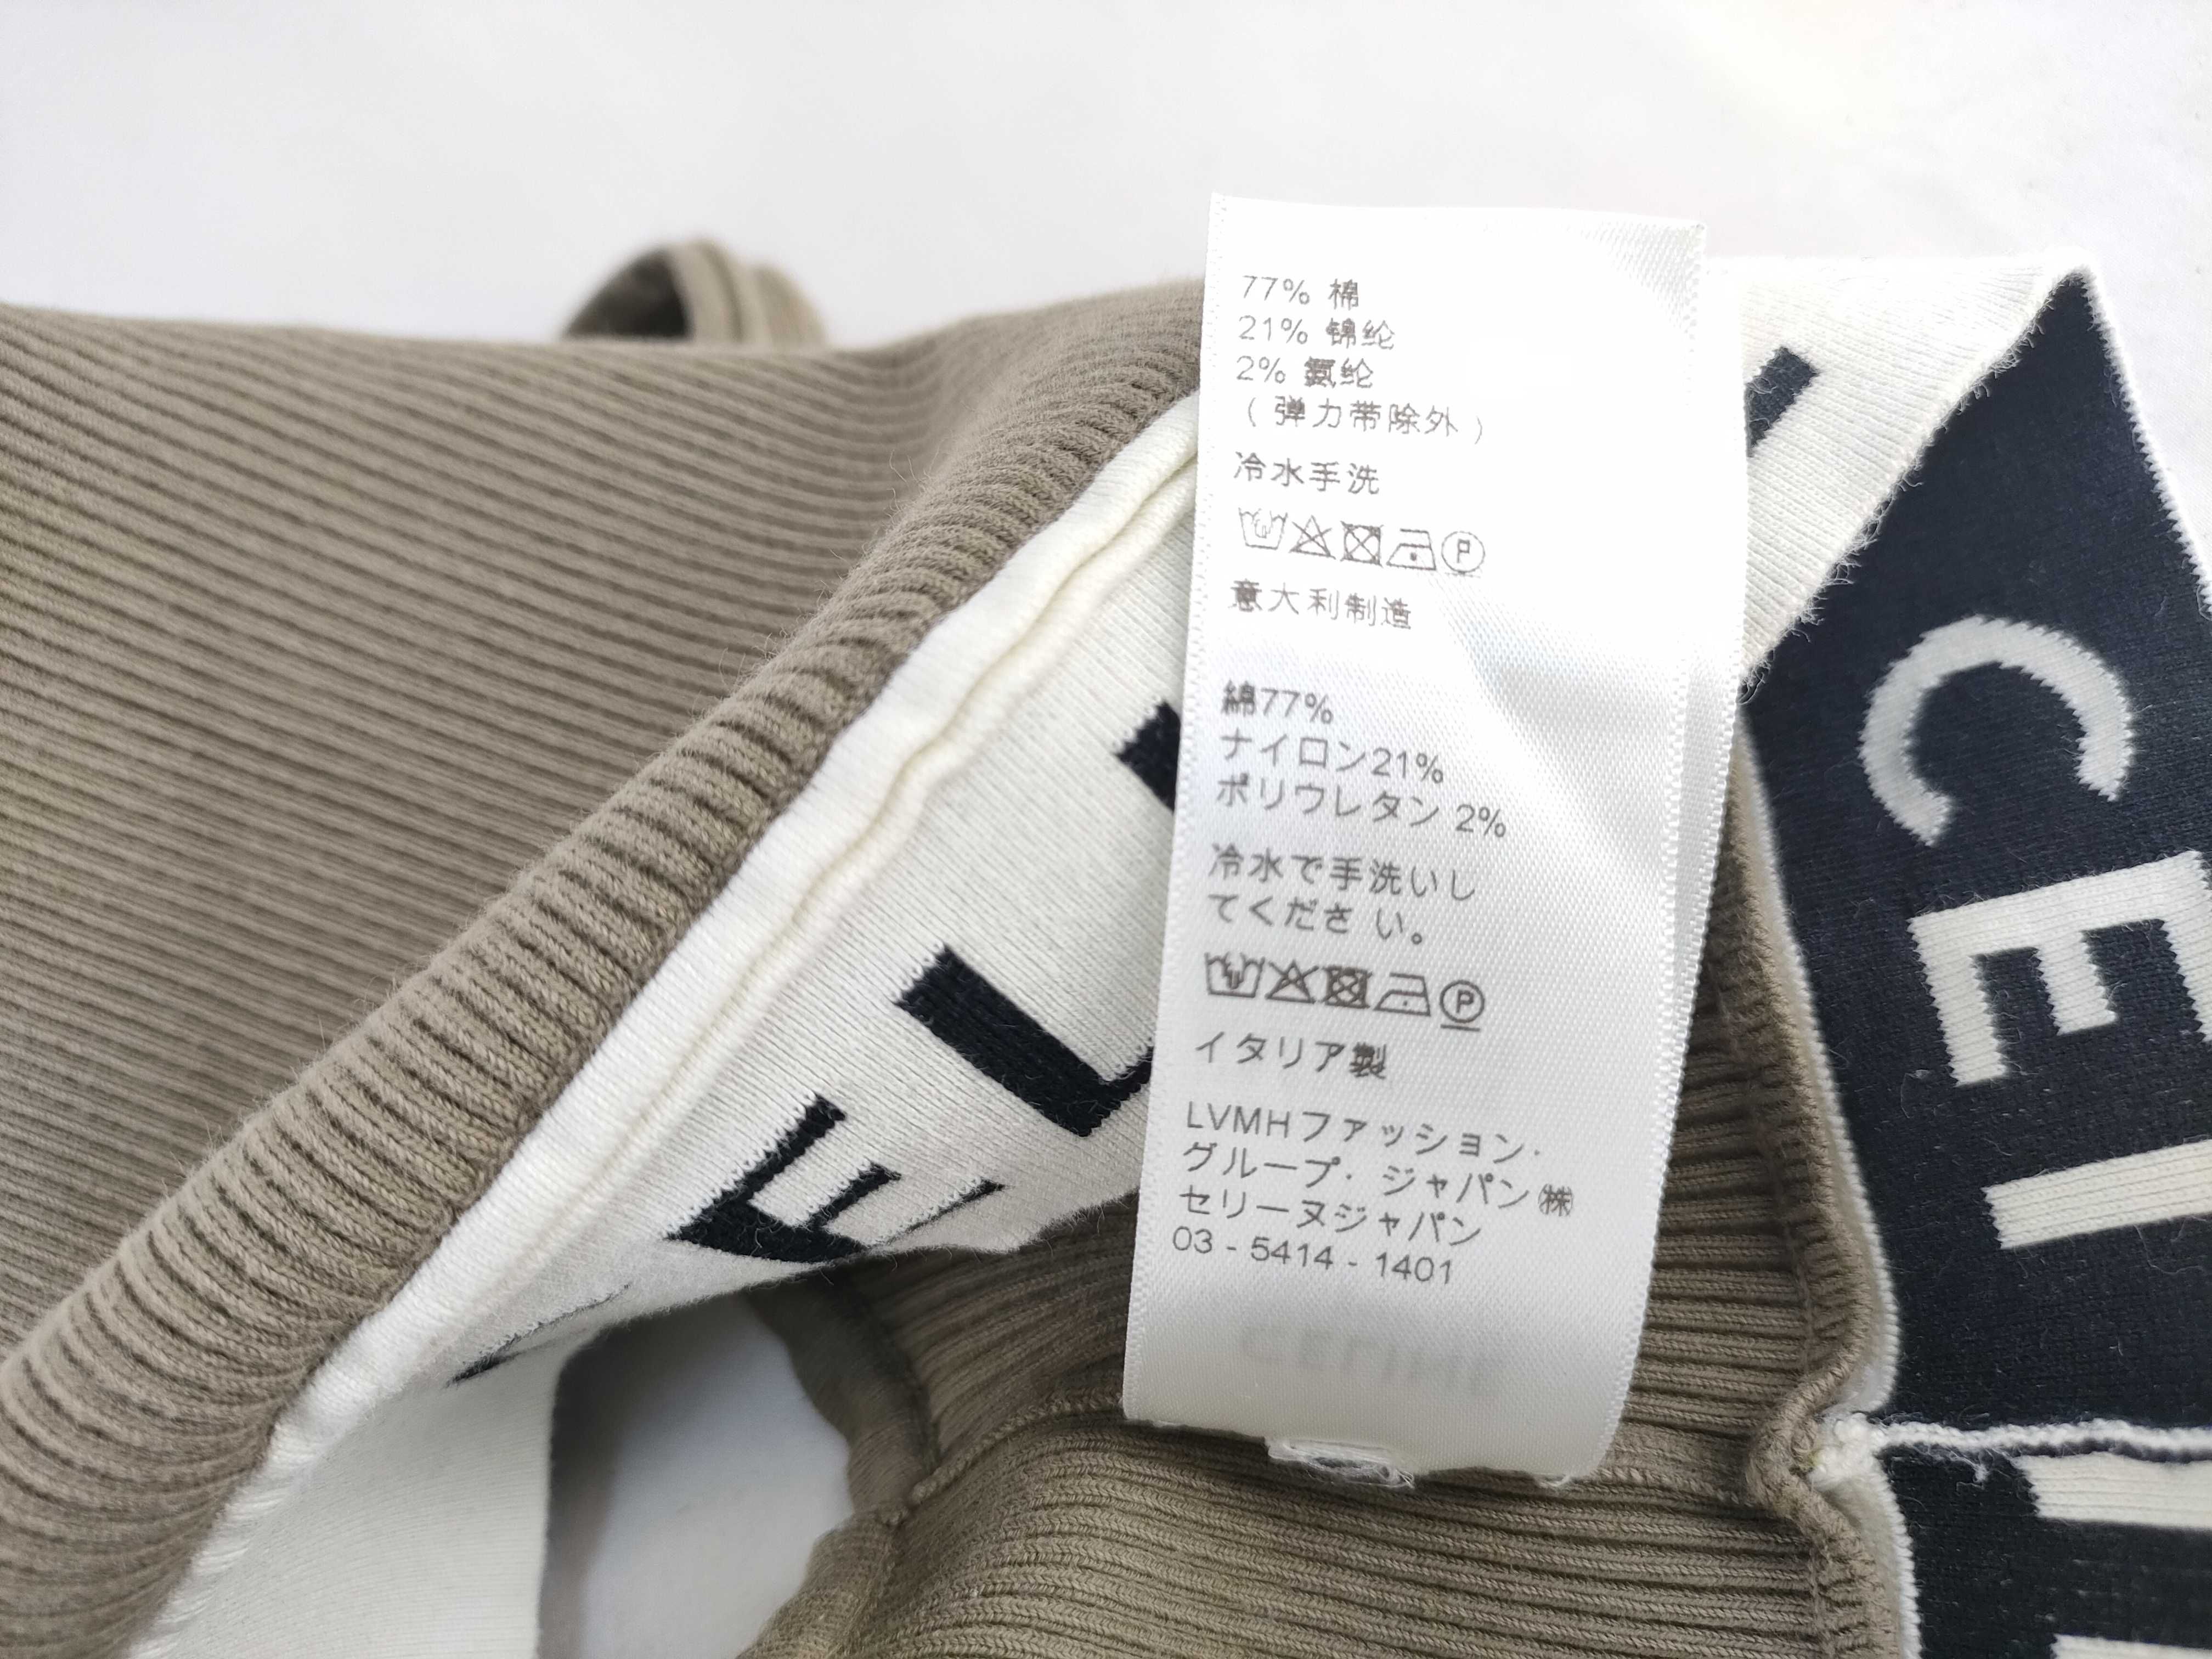 77% 棉
21% 锦纶
2% 氨纶
( 弹力带除外 )
冷水手洗
P
意大利制造
綿77%
ナイロン21%
ポリウレタン 2%
冷水で手洗いし
てくださ い。
P
イタリア製
LVMHファッション・
グループ・ジャパン㈱
セリーヌジャパン
03 - 5414 - 1401
CELINE
CEL
EL